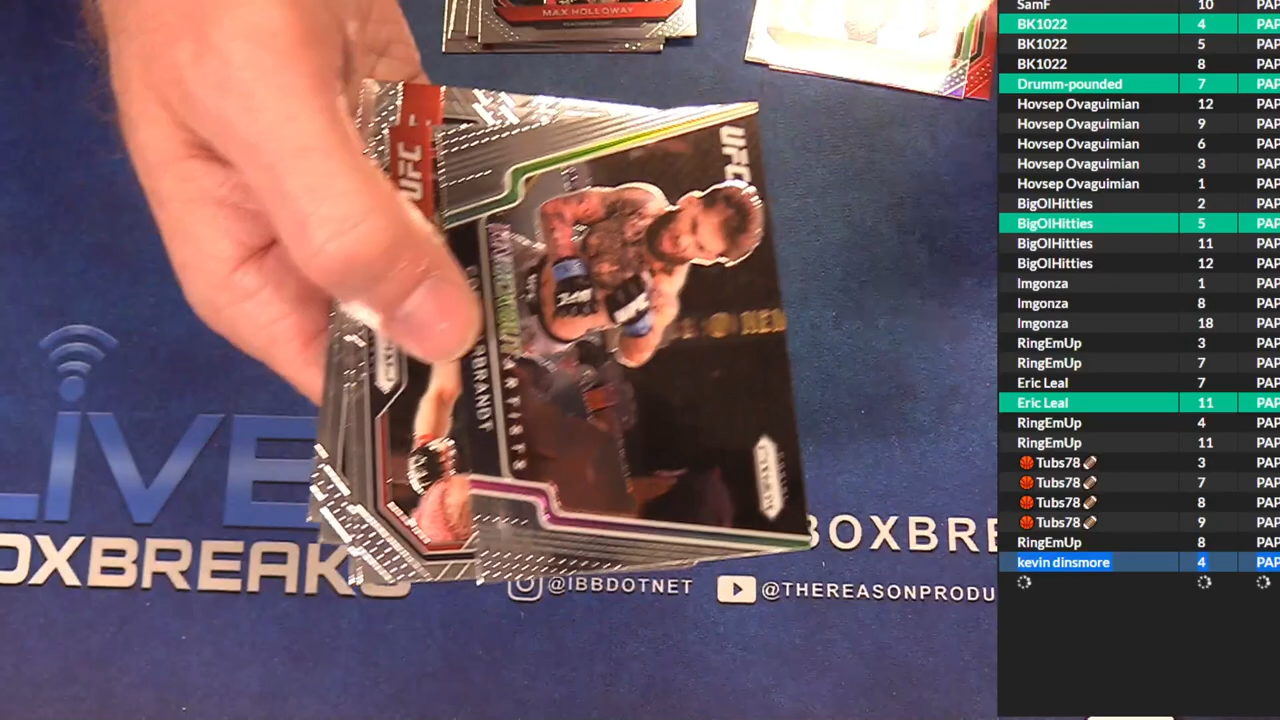 MAX HOLLOWAY
UFC
UFC
KNOCKOUT ARTISTS
PRIZM
LIVE
BOXBREAKS
BOXBRE
@IBBDOTNET
@THEREASONPRODU
SamF 10 PAP
BK1022 4 PAP
BK1022 5 PAP
BK1022 8 PAP
Drumm-pounded 7 PAP
Hovsep Ovaguimian 12 PAP
Hovsep Ovaguimian 9 PAP
Hovsep Ovaguimian 6 PAP
Hovsep Ovaguimian 3 PAP
Hovsep Ovaguimian 1 PAP
BigOlHitties 2 PAP
BigOlHitties 5 PAP
BigOlHitties 11 PAP
BigOlHitties 12 PAP
Imgonza 1 PAP
Imgonza 8 PAP
Imgonza 18 PAP
RingEmUp 3 PAP
RingEmUp 7 PAP
Eric Leal 7 PAP
Eric Leal 11 PAP
RingEmUp 4 PAP
RingEmUp 11 PAP
🏀 Tubs78 🏈 3 PAP
🏀 Tubs78 🏈 7 PAP
🏀 Tubs78 🏈 8 PAP
🏀 Tubs78 🏈 9 PAP
RingEmUp 8 PAP
kevin dinsmore 4 PAP